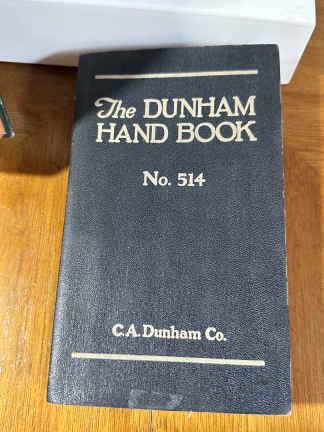 The DUNHAM
HAND BOOK
No. 514
C.A. Dunham Co.